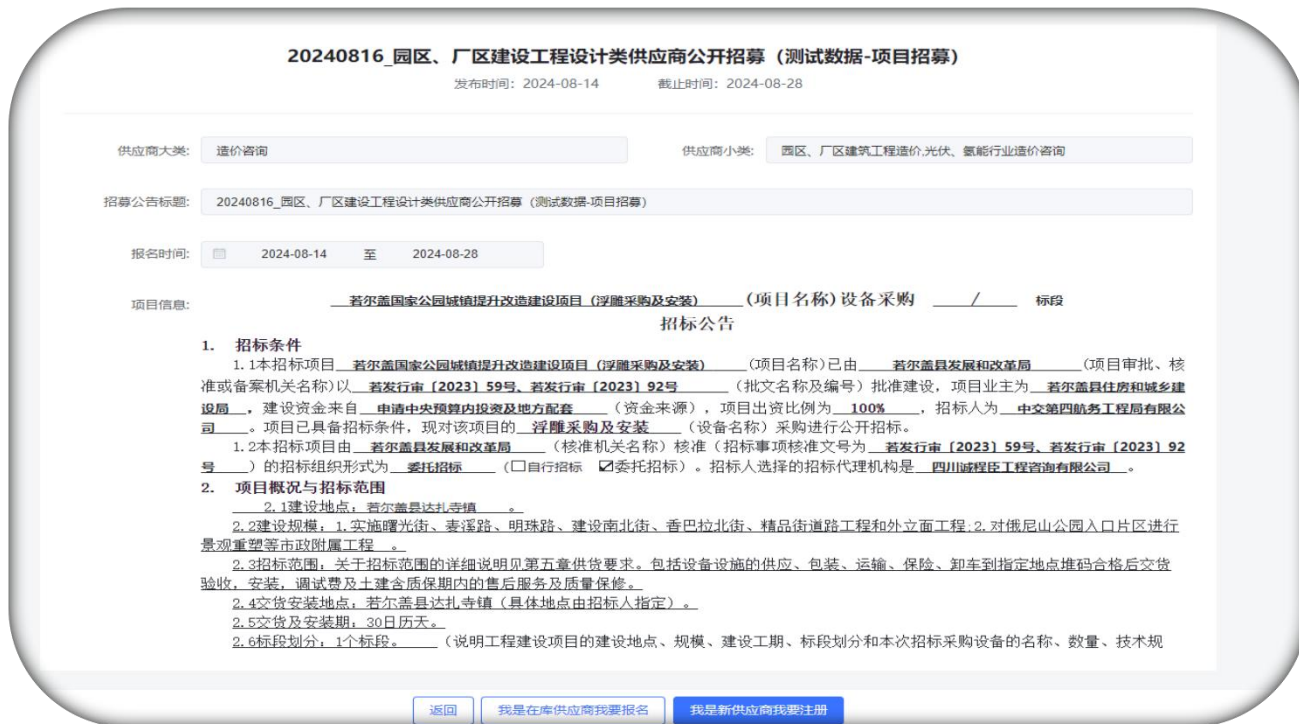 20240816_园区、厂区建设工程设计类供应商公开招募（测试数据-项目招募）
发布时间：2024-08-14 截止时间：2024-08-28
供应商大类： 造价咨询 供应商小类： 园区、厂区建筑工程造价,光伏、氢能行业造价咨询
招募公告标题： 20240816_园区、厂区建设工程设计类供应商公开招募（测试数据-项目招募）
报名时间： 2024-08-14 至 2024-08-28
项目信息： 若尔盖国家公园城镇提升改造建设项目（浮雕采购及安装） (项目名称)设备采购 / 标段
招标公告
1. 招标条件
1.1本招标项目 若尔盖国家公园城镇提升改造建设项目（浮雕采购及安装） (项目名称)已由 若尔盖县发展和改革局 (项目审批、核
准或备案机关名称)以 若发行审〔2023〕59号、若发行审〔2023〕92号 （批文名称及编号）批准建设，项目业主为 若尔盖县住房和城乡建
设局 ，建设资金来自 申请中央预算内投资及地方配套 （资金来源），项目出资比例为 100% ，招标人为 中交第四航务工程局有限公
司 。项目已具备招标条件，现对该项目的 浮雕采购及安装 （设备名称）采购进行公开招标。
1.2本招标项目由 若尔盖县发展和改革局 （核准机关名称）核准（招标事项核准文号为 若发行审〔2023〕59号、若发行审〔2023〕92
号 ）的招标组织形式为 委托招标 （☐自行招标 ☑委托招标）。招标人选择的招标代理机构是 四川诚程臣工程咨询有限公司 。
2. 项目概况与招标范围
2.1建设地点：若尔盖县达扎寺镇 。
2.2建设规模：1.实施曙光街、麦溪路、明珠路、建设南北街、香巴拉北街、精品街道路工程和外立面工程;2.对俄尼山公园入口片区进行
景观重塑等市政附属工程 。
2.3招标范围：关于招标范围的详细说明见第五章供货要求。包括设备设施的供应、包装、运输、保险、卸车到指定地点堆码合格后交货
验收，安装，调试费及土建含质保期内的售后服务及质量保修。
2.4交货安装地点：若尔盖县达扎寺镇（具体地点由招标人指定）。
2.5交货及安装期：30日历天。
2.6标段划分：1个标段。 （说明工程建设项目的建设地点、规模、建设工期、标段划分和本次招标采购设备的名称、数量、技术规
返回 我是在库供应商我要报名 我是新供应商我要注册